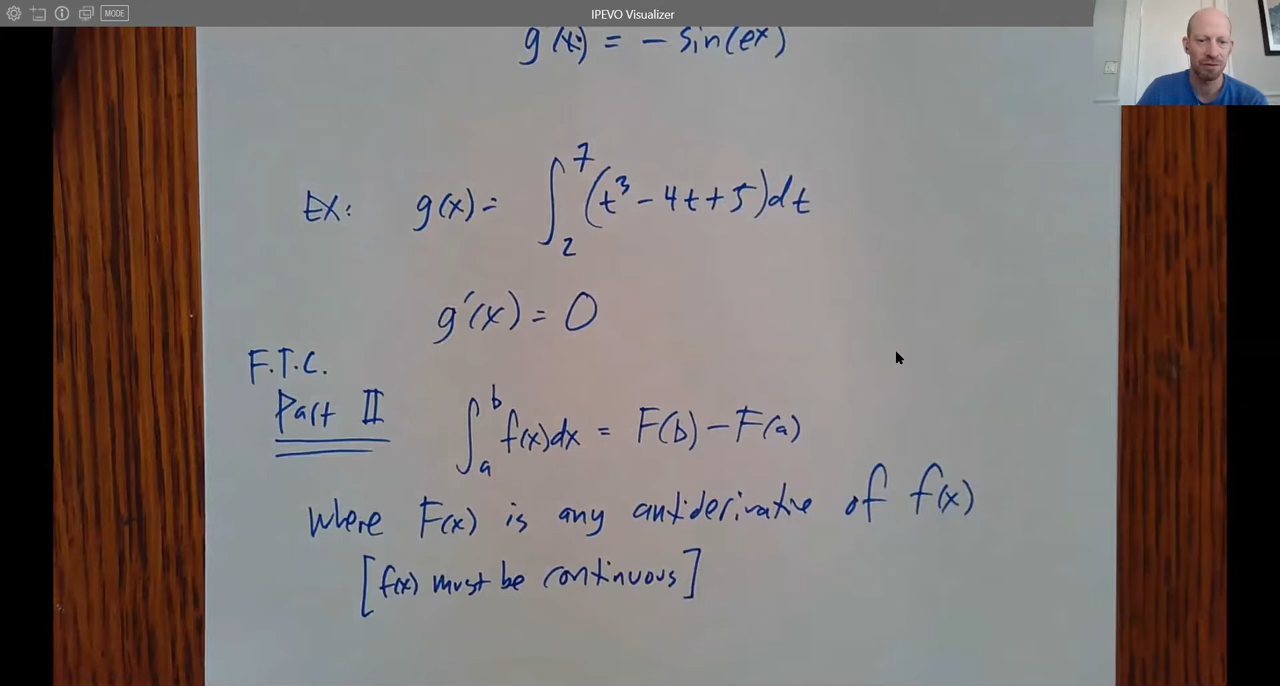 MODE
IPEVO Visualizer
g'(x) = - sin(ex)
EX: g(x) = ∫₂⁷ (t³ - 4t + 5)dt
g'(x) = 0
F.T.C.
Part II ∫ₐᵇ f(x)dx = F(b) - F(a)
where F(x) is any antiderivative of f(x)
[f(x) must be continuous]